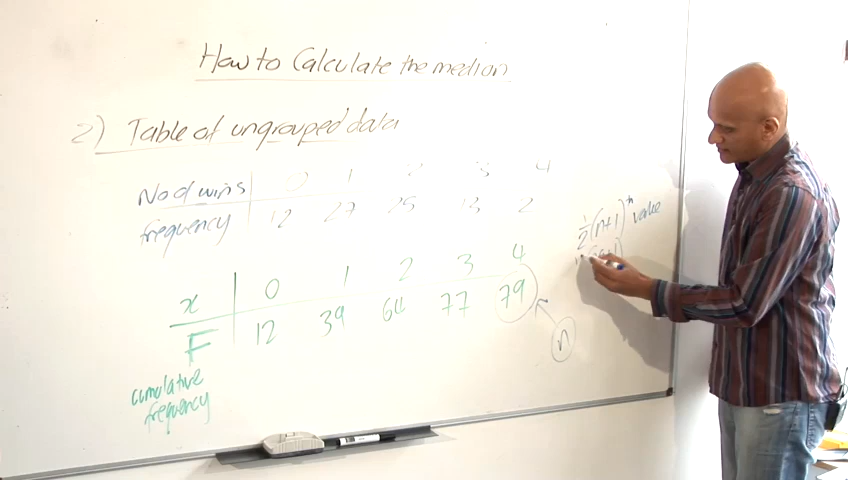 How to Calculate the median
2) Table of ungrouped data
No of wins 0 1 2 3 4
frequency 12 27 25 13 2
½(n+1)th value
x 0 1 2 3 4
F 12 39 64 77 79
n
cumulative
frequency